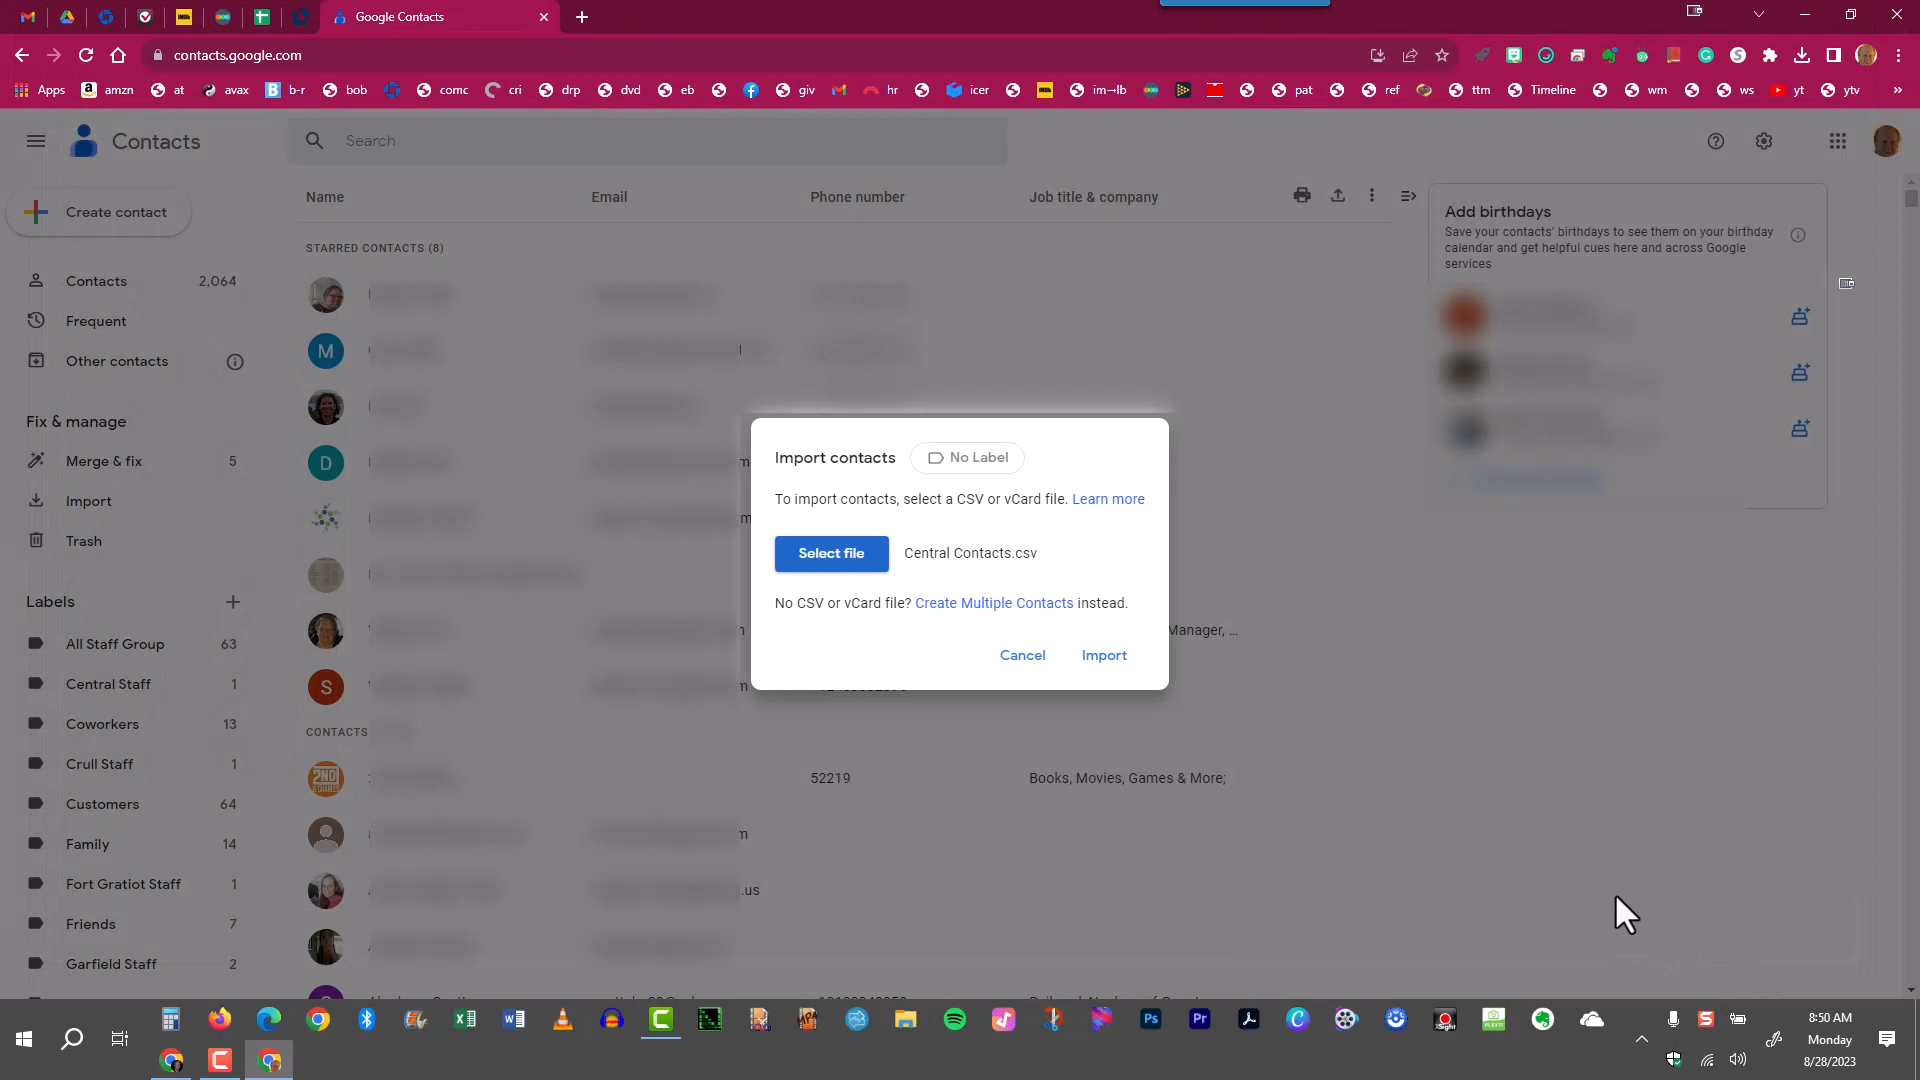 Google Contacts
contacts.google.com
Apps amzn at avax b-r bob comc cri drp dvd eb giv hr icer im→lb pat ref ttm Timeline wm ws yt ytv »
Contacts
Search
Create contact
Contacts 2,064
Frequent
Other contacts
Fix & manage
Merge & fix 5
Import
Trash
Labels
All Staff Group 63
Central Staff 1
Coworkers 13
Crull Staff 1
Customers 64
Family 14
Fort Gratiot Staff 1
Friends 7
Garfield Staff 2
Name Email Phone number Job title & company
STARRED CONTACTS (8)
M
D
S
Manager, ...
CONTACTS
52219 Books, Movies, Games & More;
.us
Import contacts No Label
To import contacts, select a CSV or vCard file. Learn more
Select file Central Contacts.csv
No CSV or vCard file? Create Multiple Contacts instead.
Cancel Import
Add birthdays
Save your contacts' birthdays to see them on your birthday
calendar and get helpful cues here and across Google
services
8:50 AM
Monday
8/28/2023